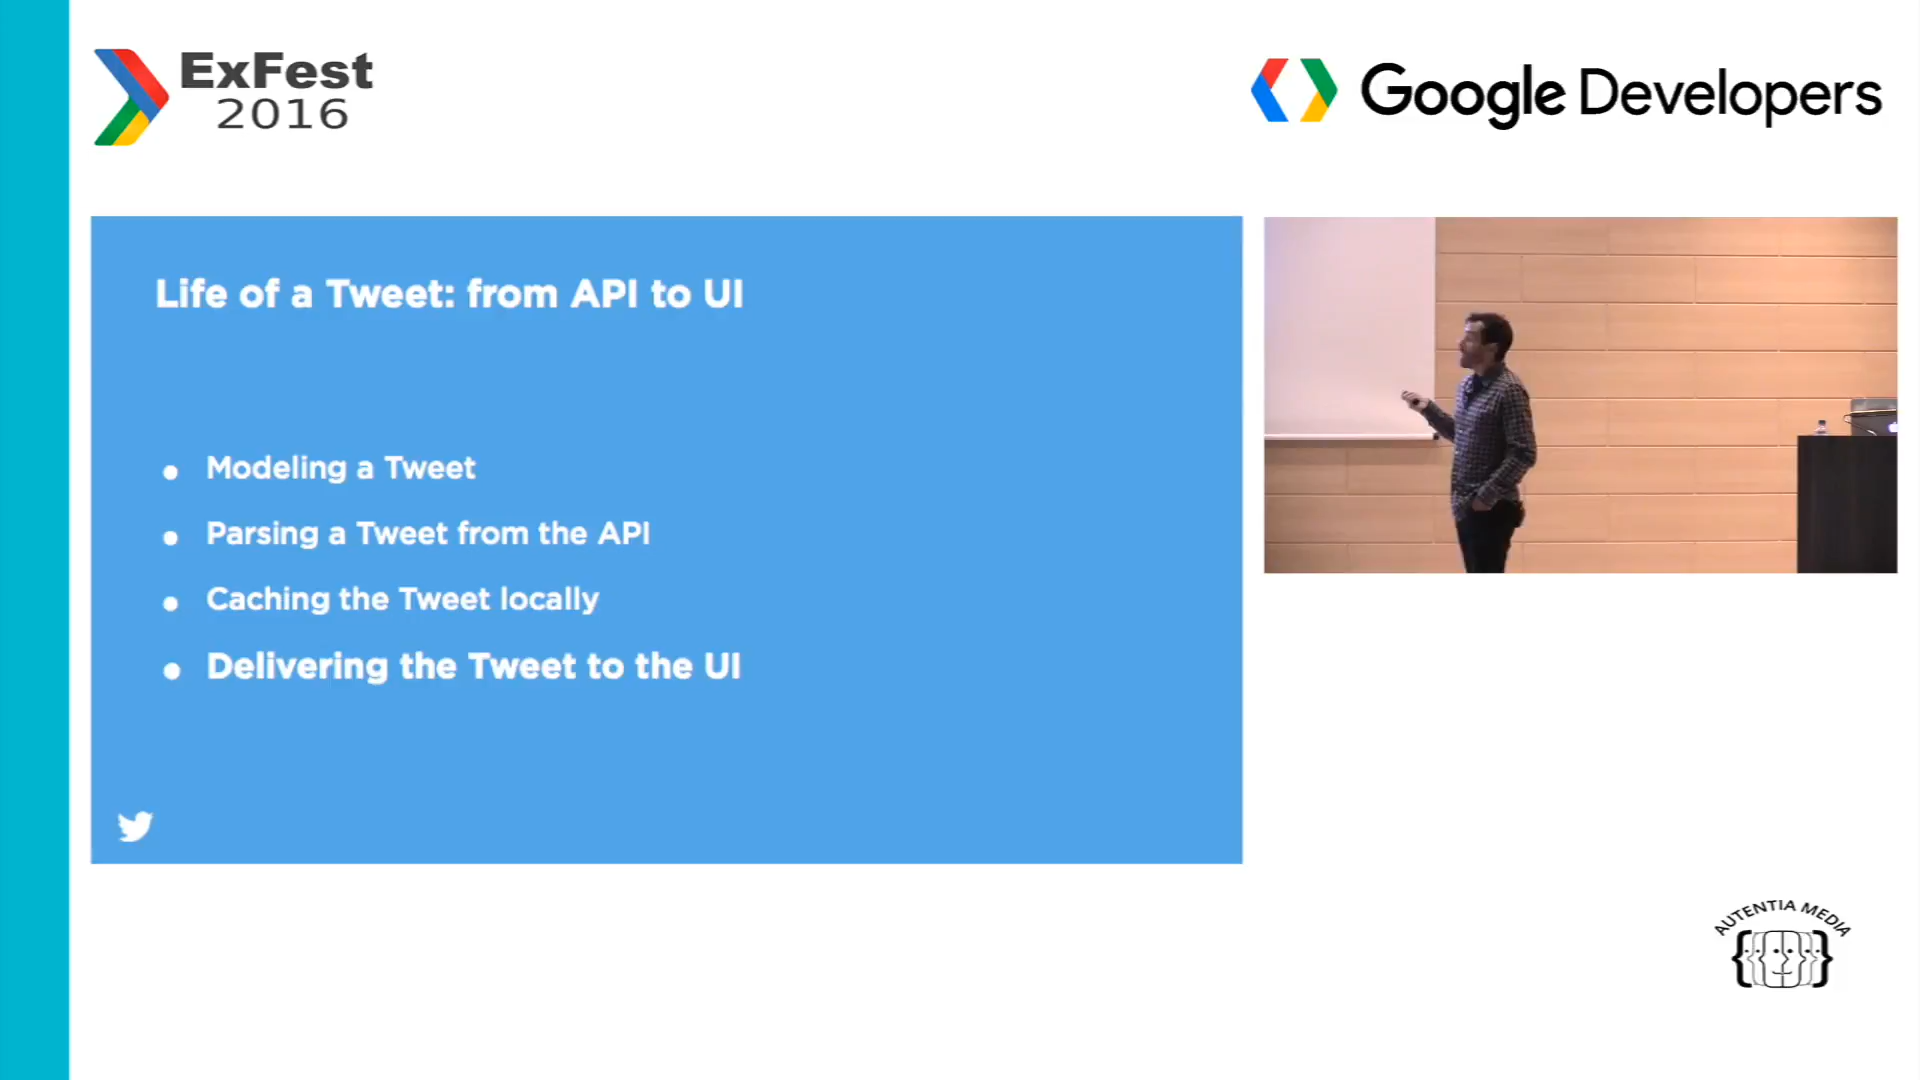 ExFest
2016
Google Developers
Life of a Tweet: from API to UI
Modeling a Tweet
Parsing a Tweet from the API
Caching the Tweet locally
Delivering the Tweet to the UI
AUTENTIA MEDIA